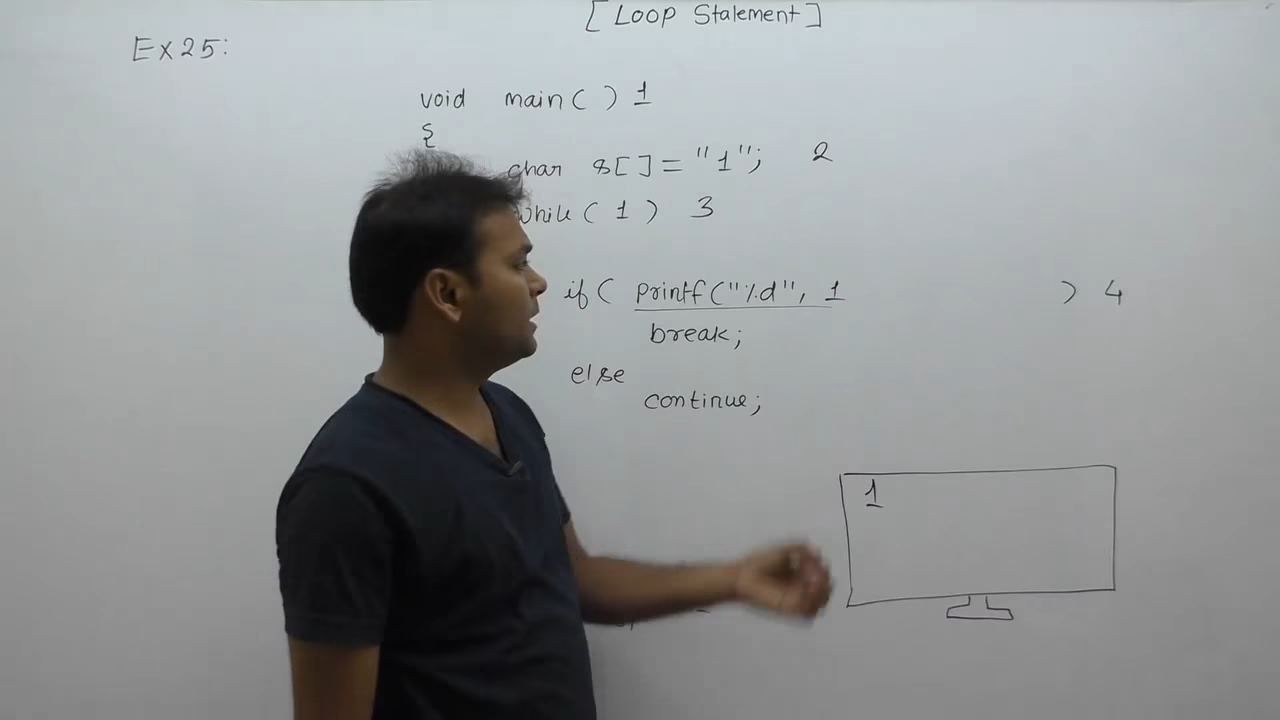 [Loop Statement]
Ex 25:
void main( ) 1
{
char s[ ] = "1"; 2
while( 1 ) 3
if ( printf("%d", 1 ) 4
break;
else
continue;
1